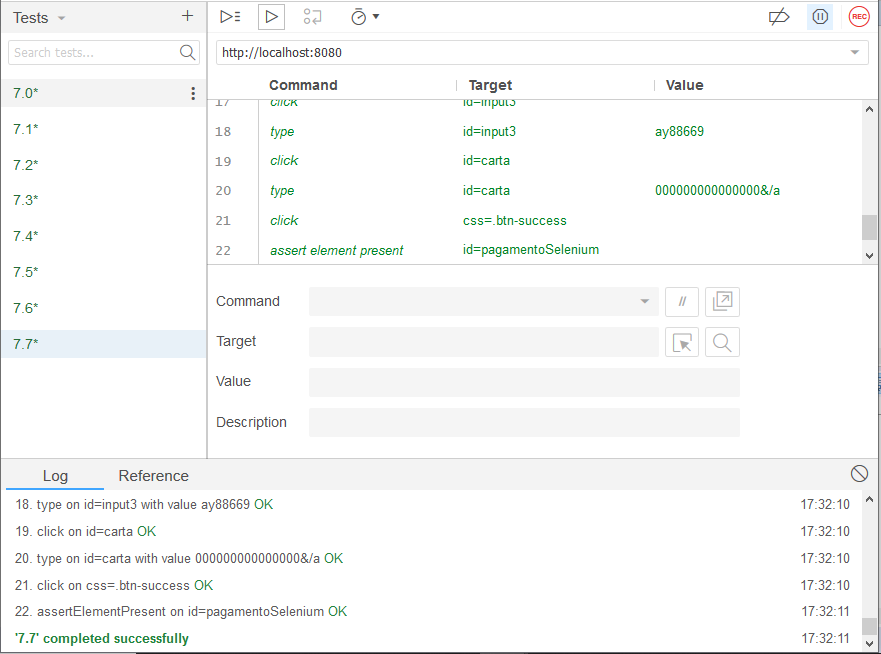 Tests
REC
Search tests...
http://localhost:8080
Command Target Value
7.0*
7.1*
7.2*
7.3*
7.4*
7.5*
7.6*
7.7*
17 click id=input3
18 type id=input3 ay88669
19 click id=carta
20 type id=carta 000000000000000&/a
21 click css=.btn-success
22 assert element present id=pagamentoSelenium
Command
//
Target
Value
Description
Log Reference
18. type on id=input3 with value ay88669 OK 17:32:10
19. click on id=carta OK 17:32:10
20. type on id=carta with value 000000000000000&/a OK 17:32:10
21. click on css=.btn-success OK 17:32:10
22. assertElementPresent on id=pagamentoSelenium OK 17:32:11
'7.7' completed successfully 17:32:11